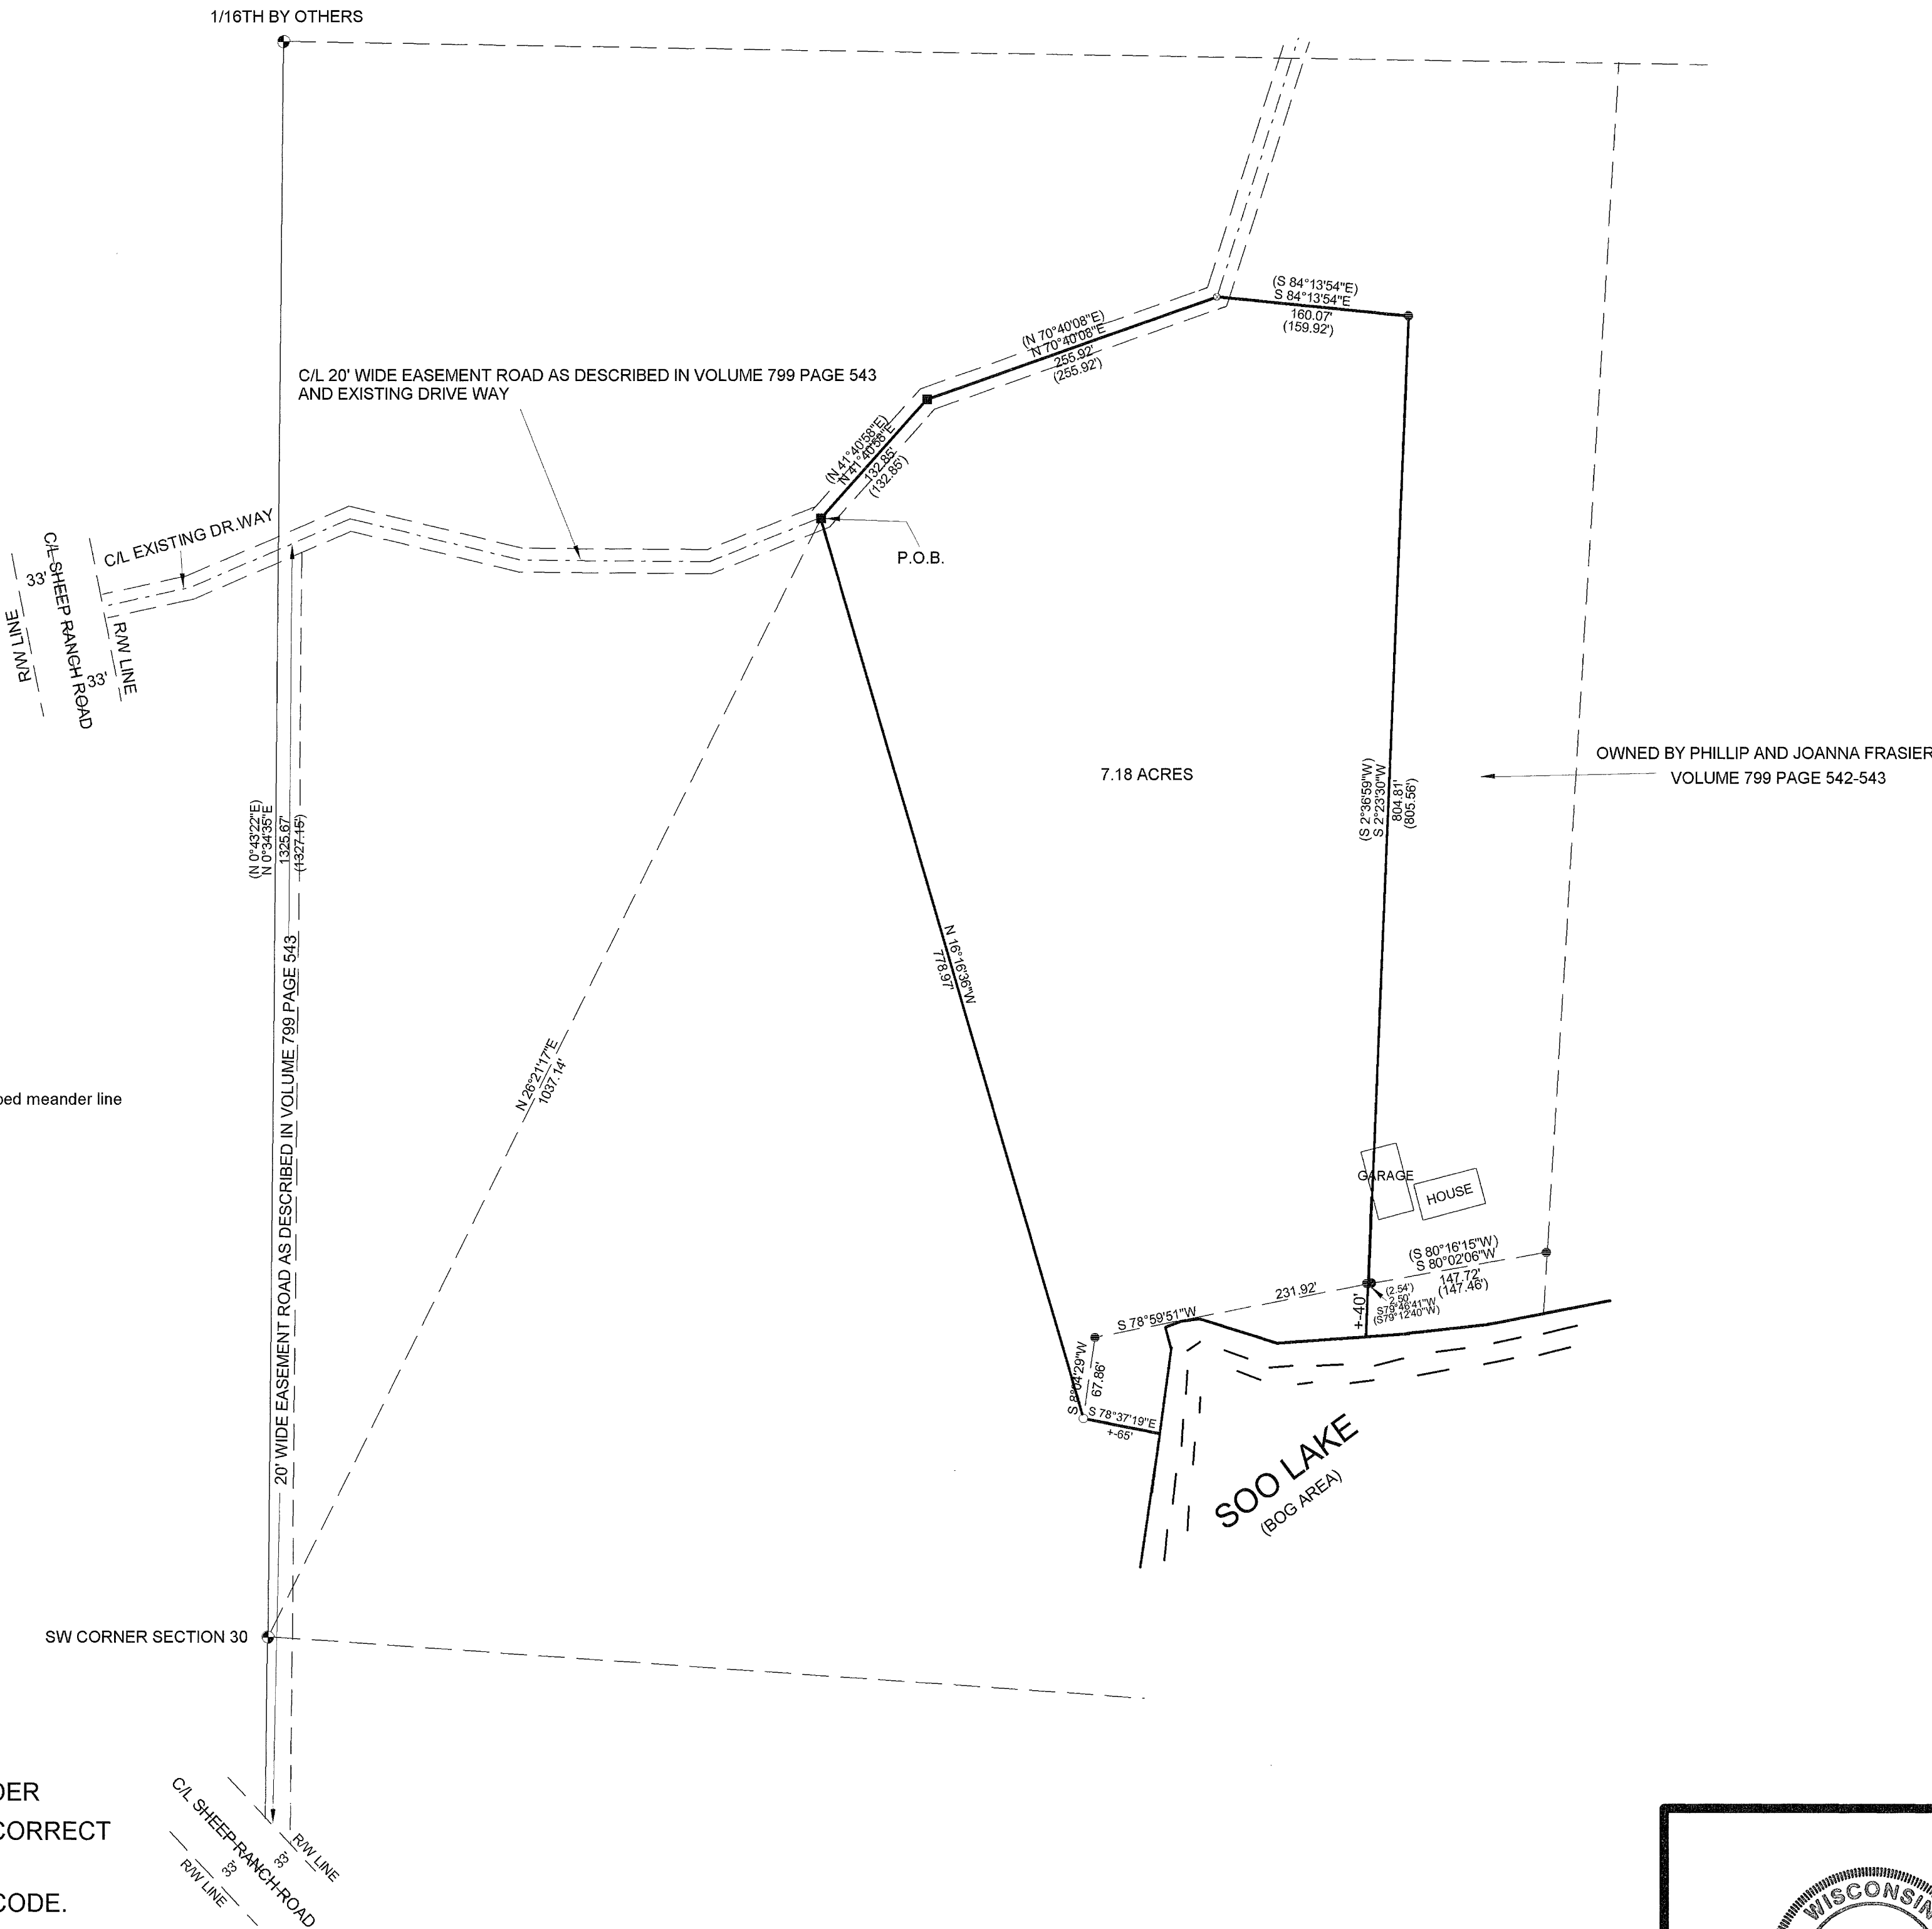 1/16TH BY OTHERS
(S 84°13'54"E)
S 84°13'54"E
160.07'
(159.92')
(N 70°40'08"E)
N 70°40'08"E
255.92'
(255.92')
C/L 20' WIDE EASEMENT ROAD AS DESCRIBED IN VOLUME 799 PAGE 543
AND EXISTING DRIVE WAY
(N 41°40'58"E)
N 41°40'58"E
132.85'
(132.85')
C/L EXISTING DR.WAY
P.O.B.
33'
C/L SHEEP RANCH ROAD
R/W LINE
33'
R/W LINE
7.18 ACRES
OWNED BY PHILLIP AND JOANNA FRASIER
VOLUME 799 PAGE 542-543
(S 2°36'59"W)
S 2°23'30"W
804.81'
(805.56')
(N 0°43'22"E)
N 0°34'35"E
1325.67'
(1327.15')
20' WIDE EASEMENT ROAD AS DESCRIBED IN VOLUME 799 PAGE 543
N 16°16'36"W
778.97'
N 26°21'17"E
1037.14'
bed meander line
GARAGE
HOUSE
(S 80°16'15"W)
S 80°02'06"W
147.72'
(147.46')
(2.54')
2.50'
S79°46'41"W
(S79°12'40"W)
231.92'
S 78°59'51"W
+-40'
S 8°04'29"W
67.86'
S 78°37'19"E
+-65'
SOO LAKE
(BOG AREA)
SW CORNER SECTION 30
C/L SHEEP RANCH ROAD
R/W LINE
33'
33'
R/W LINE
DER
CORRECT
CODE.
WISCONSIN